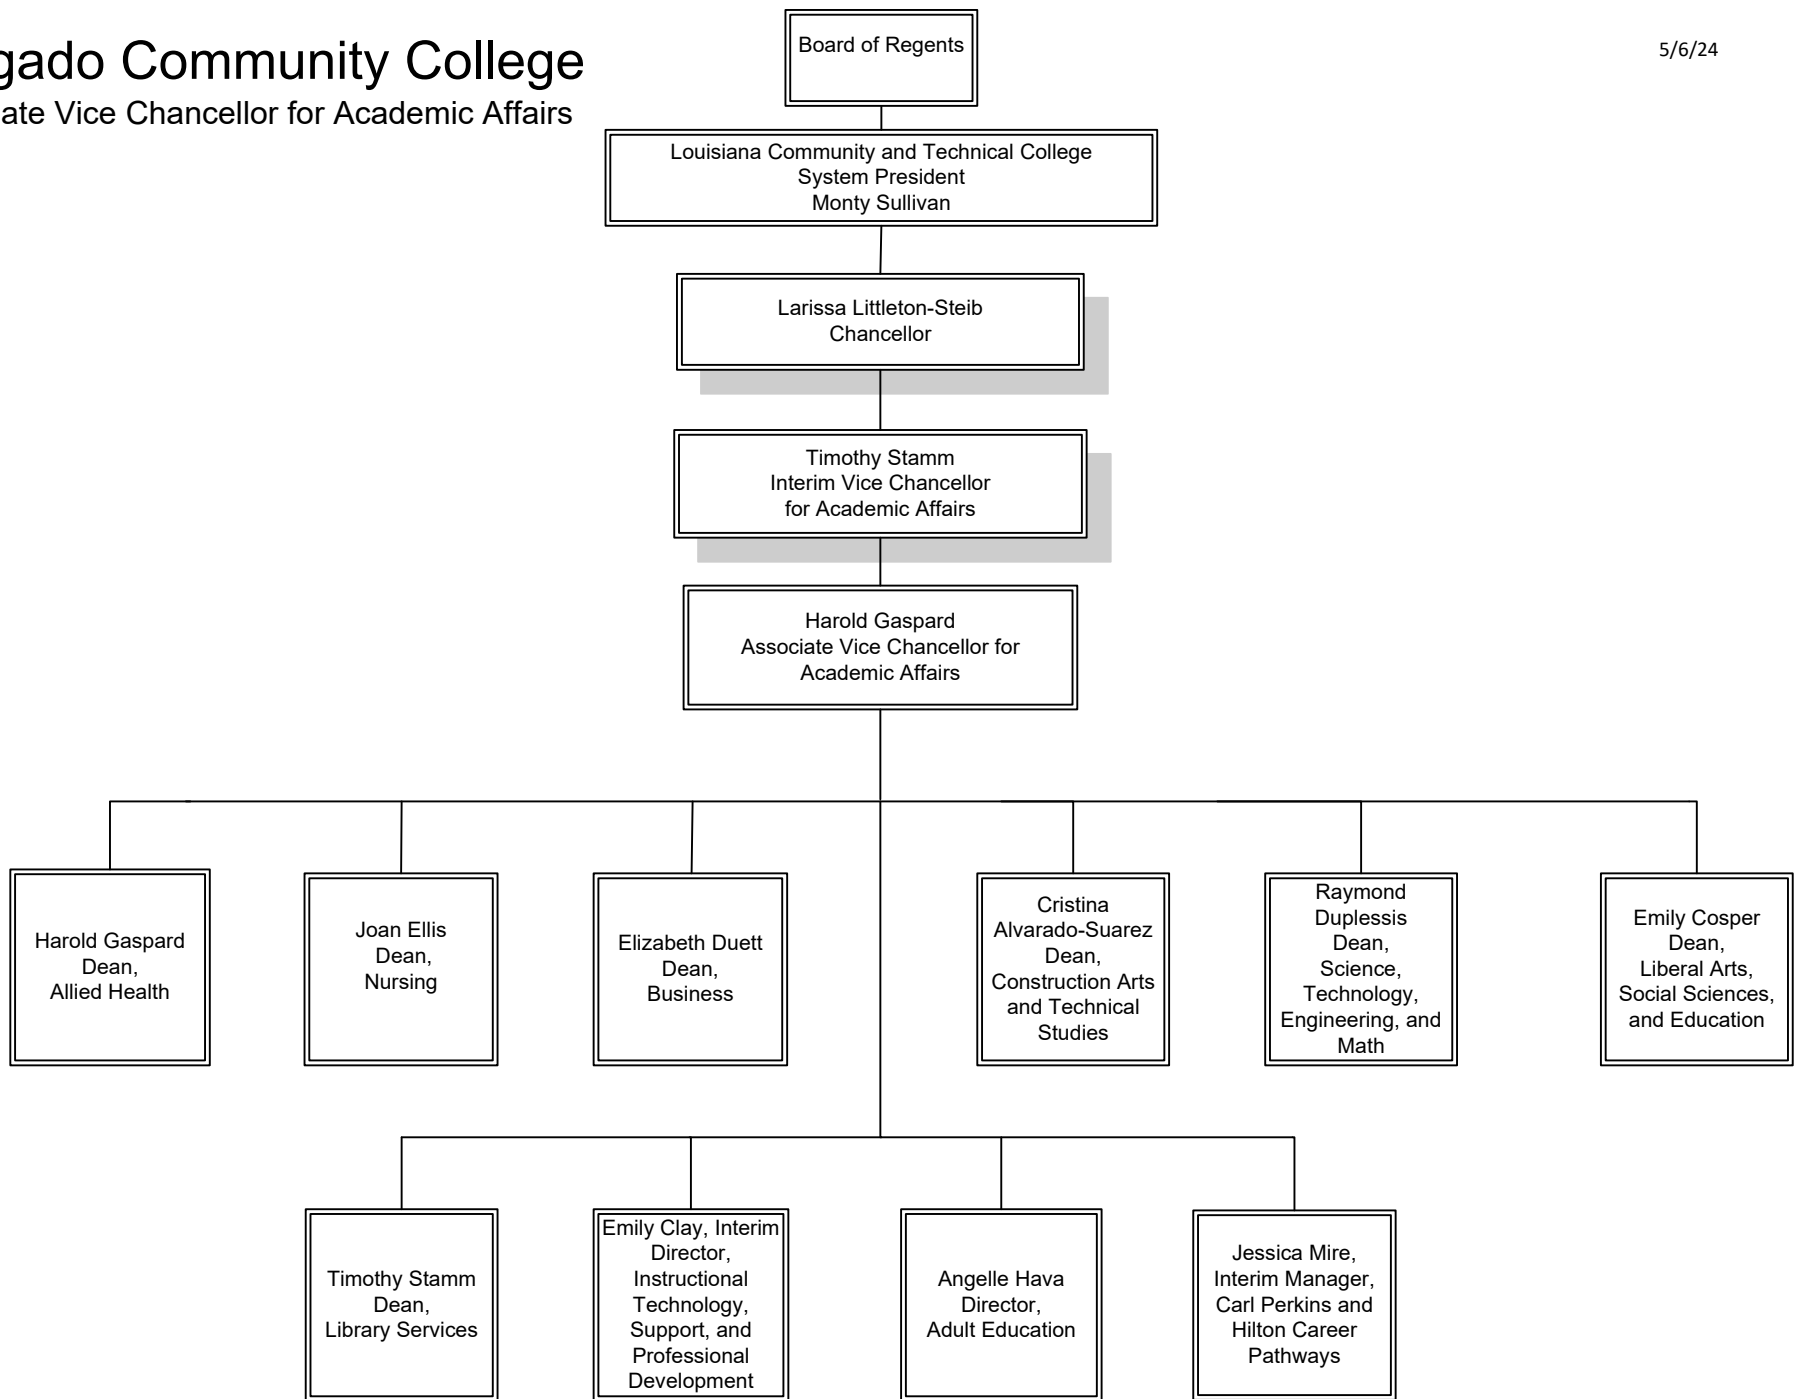 gado Community College
ate Vice Chancellor for Academic Affairs
5/6/24
Board of Regents
Louisiana Community and Technical College
System President
Monty Sullivan
Larissa Littleton-Steib
Chancellor
Timothy Stamm
Interim Vice Chancellor
for Academic Affairs
Harold Gaspard
Associate Vice Chancellor for
Academic Affairs
Harold Gaspard
Dean,
Allied Health
Joan Ellis
Dean,
Nursing
Elizabeth Duett
Dean,
Business
Cristina
Alvarado-Suarez
Dean,
Construction Arts
and Technical
Studies
Raymond
Duplessis
Dean,
Science,
Technology,
Engineering, and
Math
Emily Cosper
Dean,
Liberal Arts,
Social Sciences,
and Education
Timothy Stamm
Dean,
Library Services
Emily Clay, Interim
Director,
Instructional
Technology,
Support, and
Professional
Development
Angelle Hava
Director,
Adult Education
Jessica Mire,
Interim Manager,
Carl Perkins and
Hilton Career
Pathways